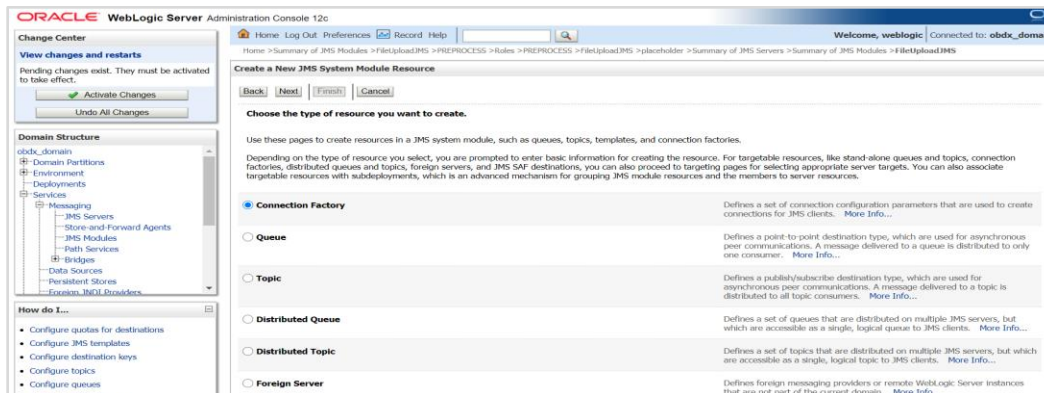 ORACLE WebLogic Server Administration Console 12c
Change Center
View changes and restarts
Pending changes exist. They must be activated
to take effect.
Activate Changes
Undo All Changes
Domain Structure
obdx_domain
Domain Partitions
Environment
Deployments
Services
Messaging
JMS Servers
Store-and-Forward Agents
JMS Modules
Path Services
Bridges
Data Sources
Persistent Stores
Foreign JNDI Providers
How do I...
Configure quotas for destinations
Configure JMS templates
Configure destination keys
Configure topics
Configure queues
Home Log Out Preferences Record Help
Welcome, weblogic Connected to: obdx_doma
Home >Summary of JMS Modules >FileUploadJMS >PREPROCESS >Roles >PREPROCESS >FileUploadJMS >placeholder >Summary of JMS Servers >Summary of JMS Modules >FileUploadJMS
Create a New JMS System Module Resource
Back Next Finish Cancel
Choose the type of resource you want to create.
Use these pages to create resources in a JMS system module, such as queues, topics, templates, and connection factories.
Depending on the type of resource you select, you are prompted to enter basic information for creating the resource. For targetable resources, like stand-alone queues and topics, connection
factories, distributed queues and topics, foreign servers, and JMS SAF destinations, you can also proceed to targeting pages for selecting appropriate server targets. You can also associate
targetable resources with subdeployments, which is an advanced mechanism for grouping JMS module resources and the members to server resources.
Connection Factory
Defines a set of connection configuration parameters that are used to create
connections for JMS clients. More Info...
Queue
Defines a point-to-point destination type, which are used for asynchronous
peer communications. A message delivered to a queue is distributed to only
one consumer. More Info...
Topic
Defines a publish/subscribe destination type, which are used for
asynchronous peer communications. A message delivered to a topic is
distributed to all topic consumers. More Info...
Distributed Queue
Defines a set of queues that are distributed on multiple JMS servers, but
which are accessible as a single, logical queue to JMS clients. More Info...
Distributed Topic
Defines a set of topics that are distributed on multiple JMS servers, but which
are accessible as a single, logical topic to JMS clients. More Info...
Foreign Server
Defines foreign messaging providers or remote WebLogic Server instances
that are not part of the current domain. More Info...